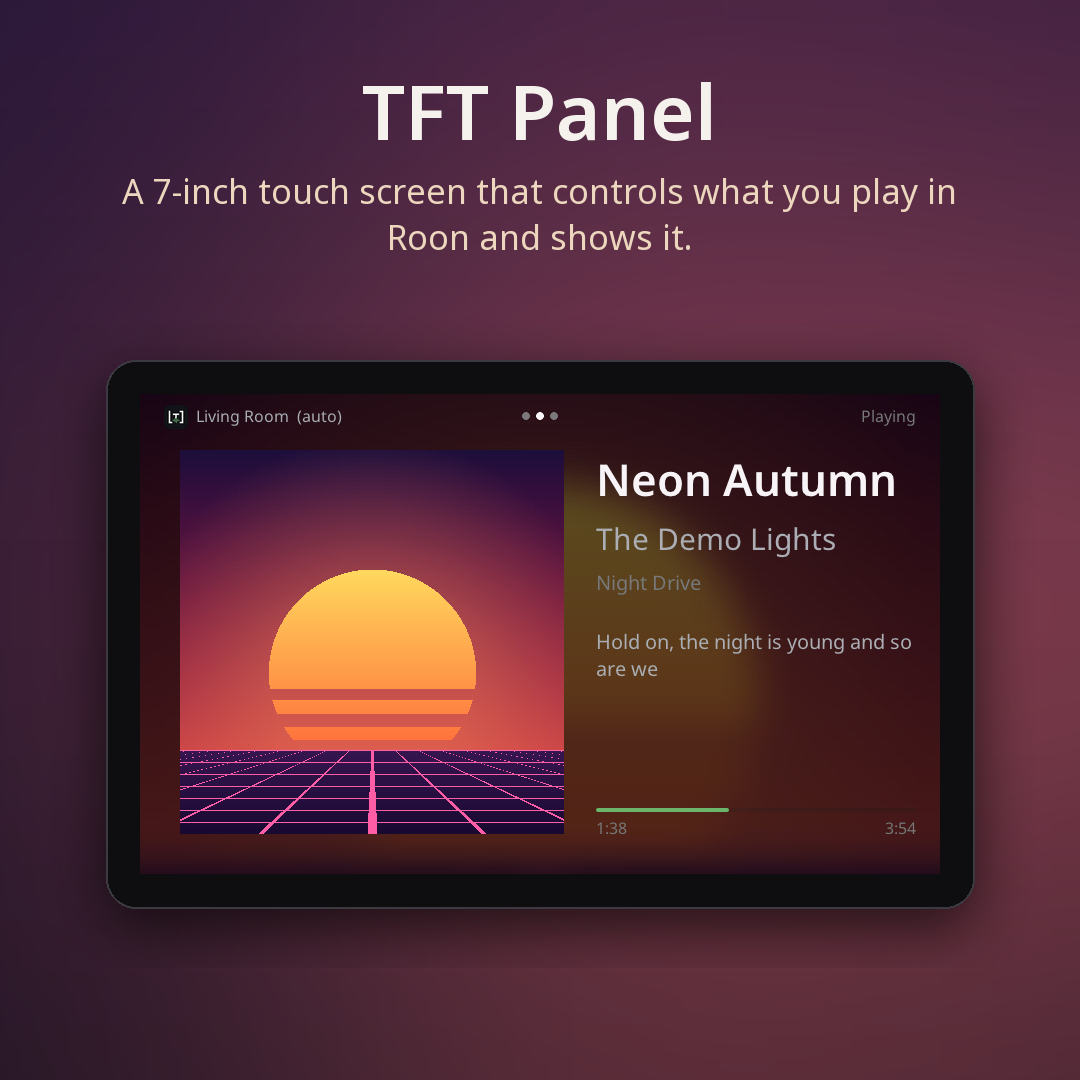 TFT Panel
A 7-inch touch screen that controls what you play in
Roon and shows it.
[T] Living Room (auto)
Playing
Neon Autumn
The Demo Lights
Night Drive
Hold on, the night is young and so
are we
1:38
3:54